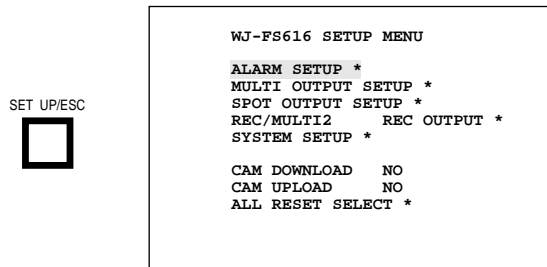 SET UP/ESC
WJ-FS616 SETUP MENU
ALARM SETUP *
MULTI OUTPUT SETUP *
SPOT OUTPUT SETUP *
REC/MULTI2 REC OUTPUT *
SYSTEM SETUP *
CAM DOWNLOAD NO
CAM UPLOAD NO
ALL RESET SELECT *